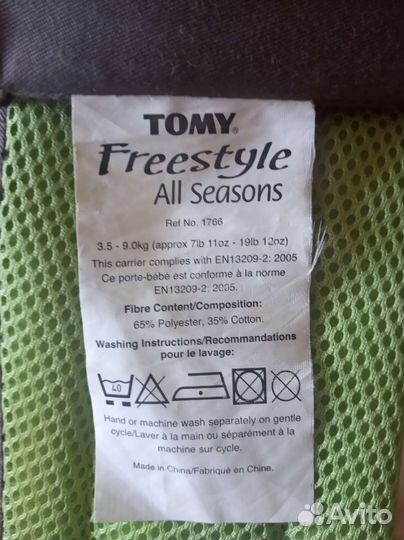 TOMY®
Freestyle
All Seasons
Ref No. 1766
3.5 - 9.0kg (approx 7lb 11oz - 19lb 12oz)
This carrier complies with EN13209-2: 2005
Ce porte-bébé est conforme à la norme
EN13209-2: 2005.
Fibre Content/Composition:
65% Polyester, 35% Cotton.
Washing Instructions/Recommandations
pour le lavage:
40
Hand or machine wash separately on gentle
cycle/Laver à la main ou séparément à la
machine sur cycle.
Made in China/Fabriqué en Chine.
Avito